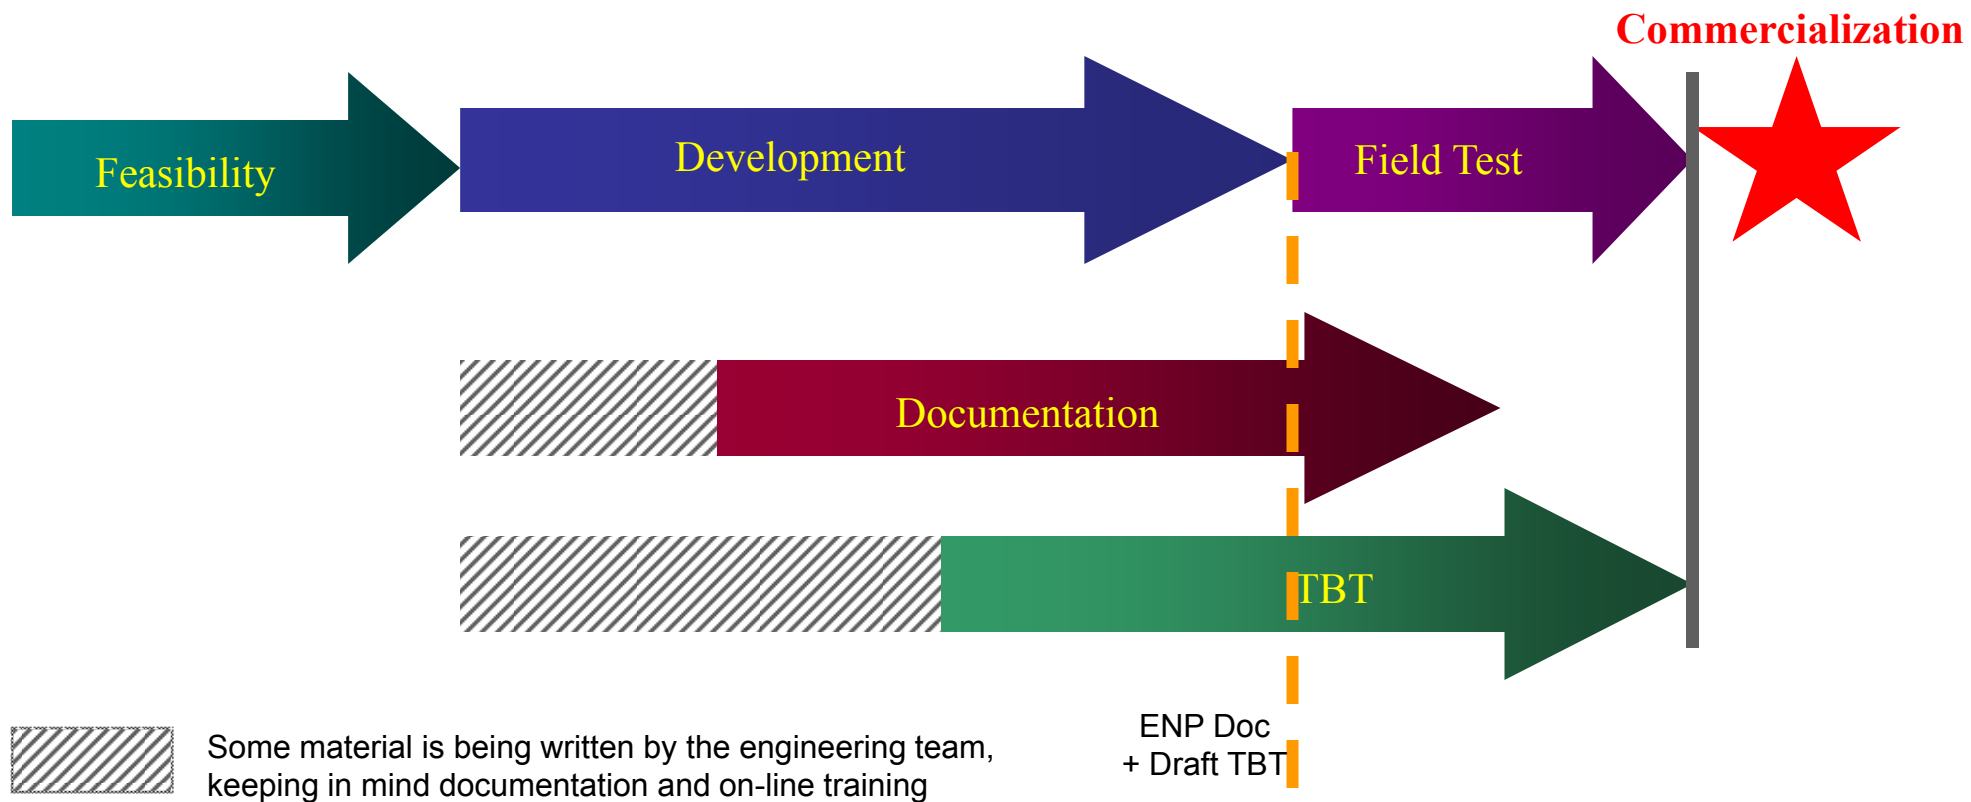 Commercialization
Feasibility
Development
Field Test
Documentation
TBT
ENP Doc
+ Draft TBT
Some material is being written by the engineering team,
keeping in mind documentation and on-line training